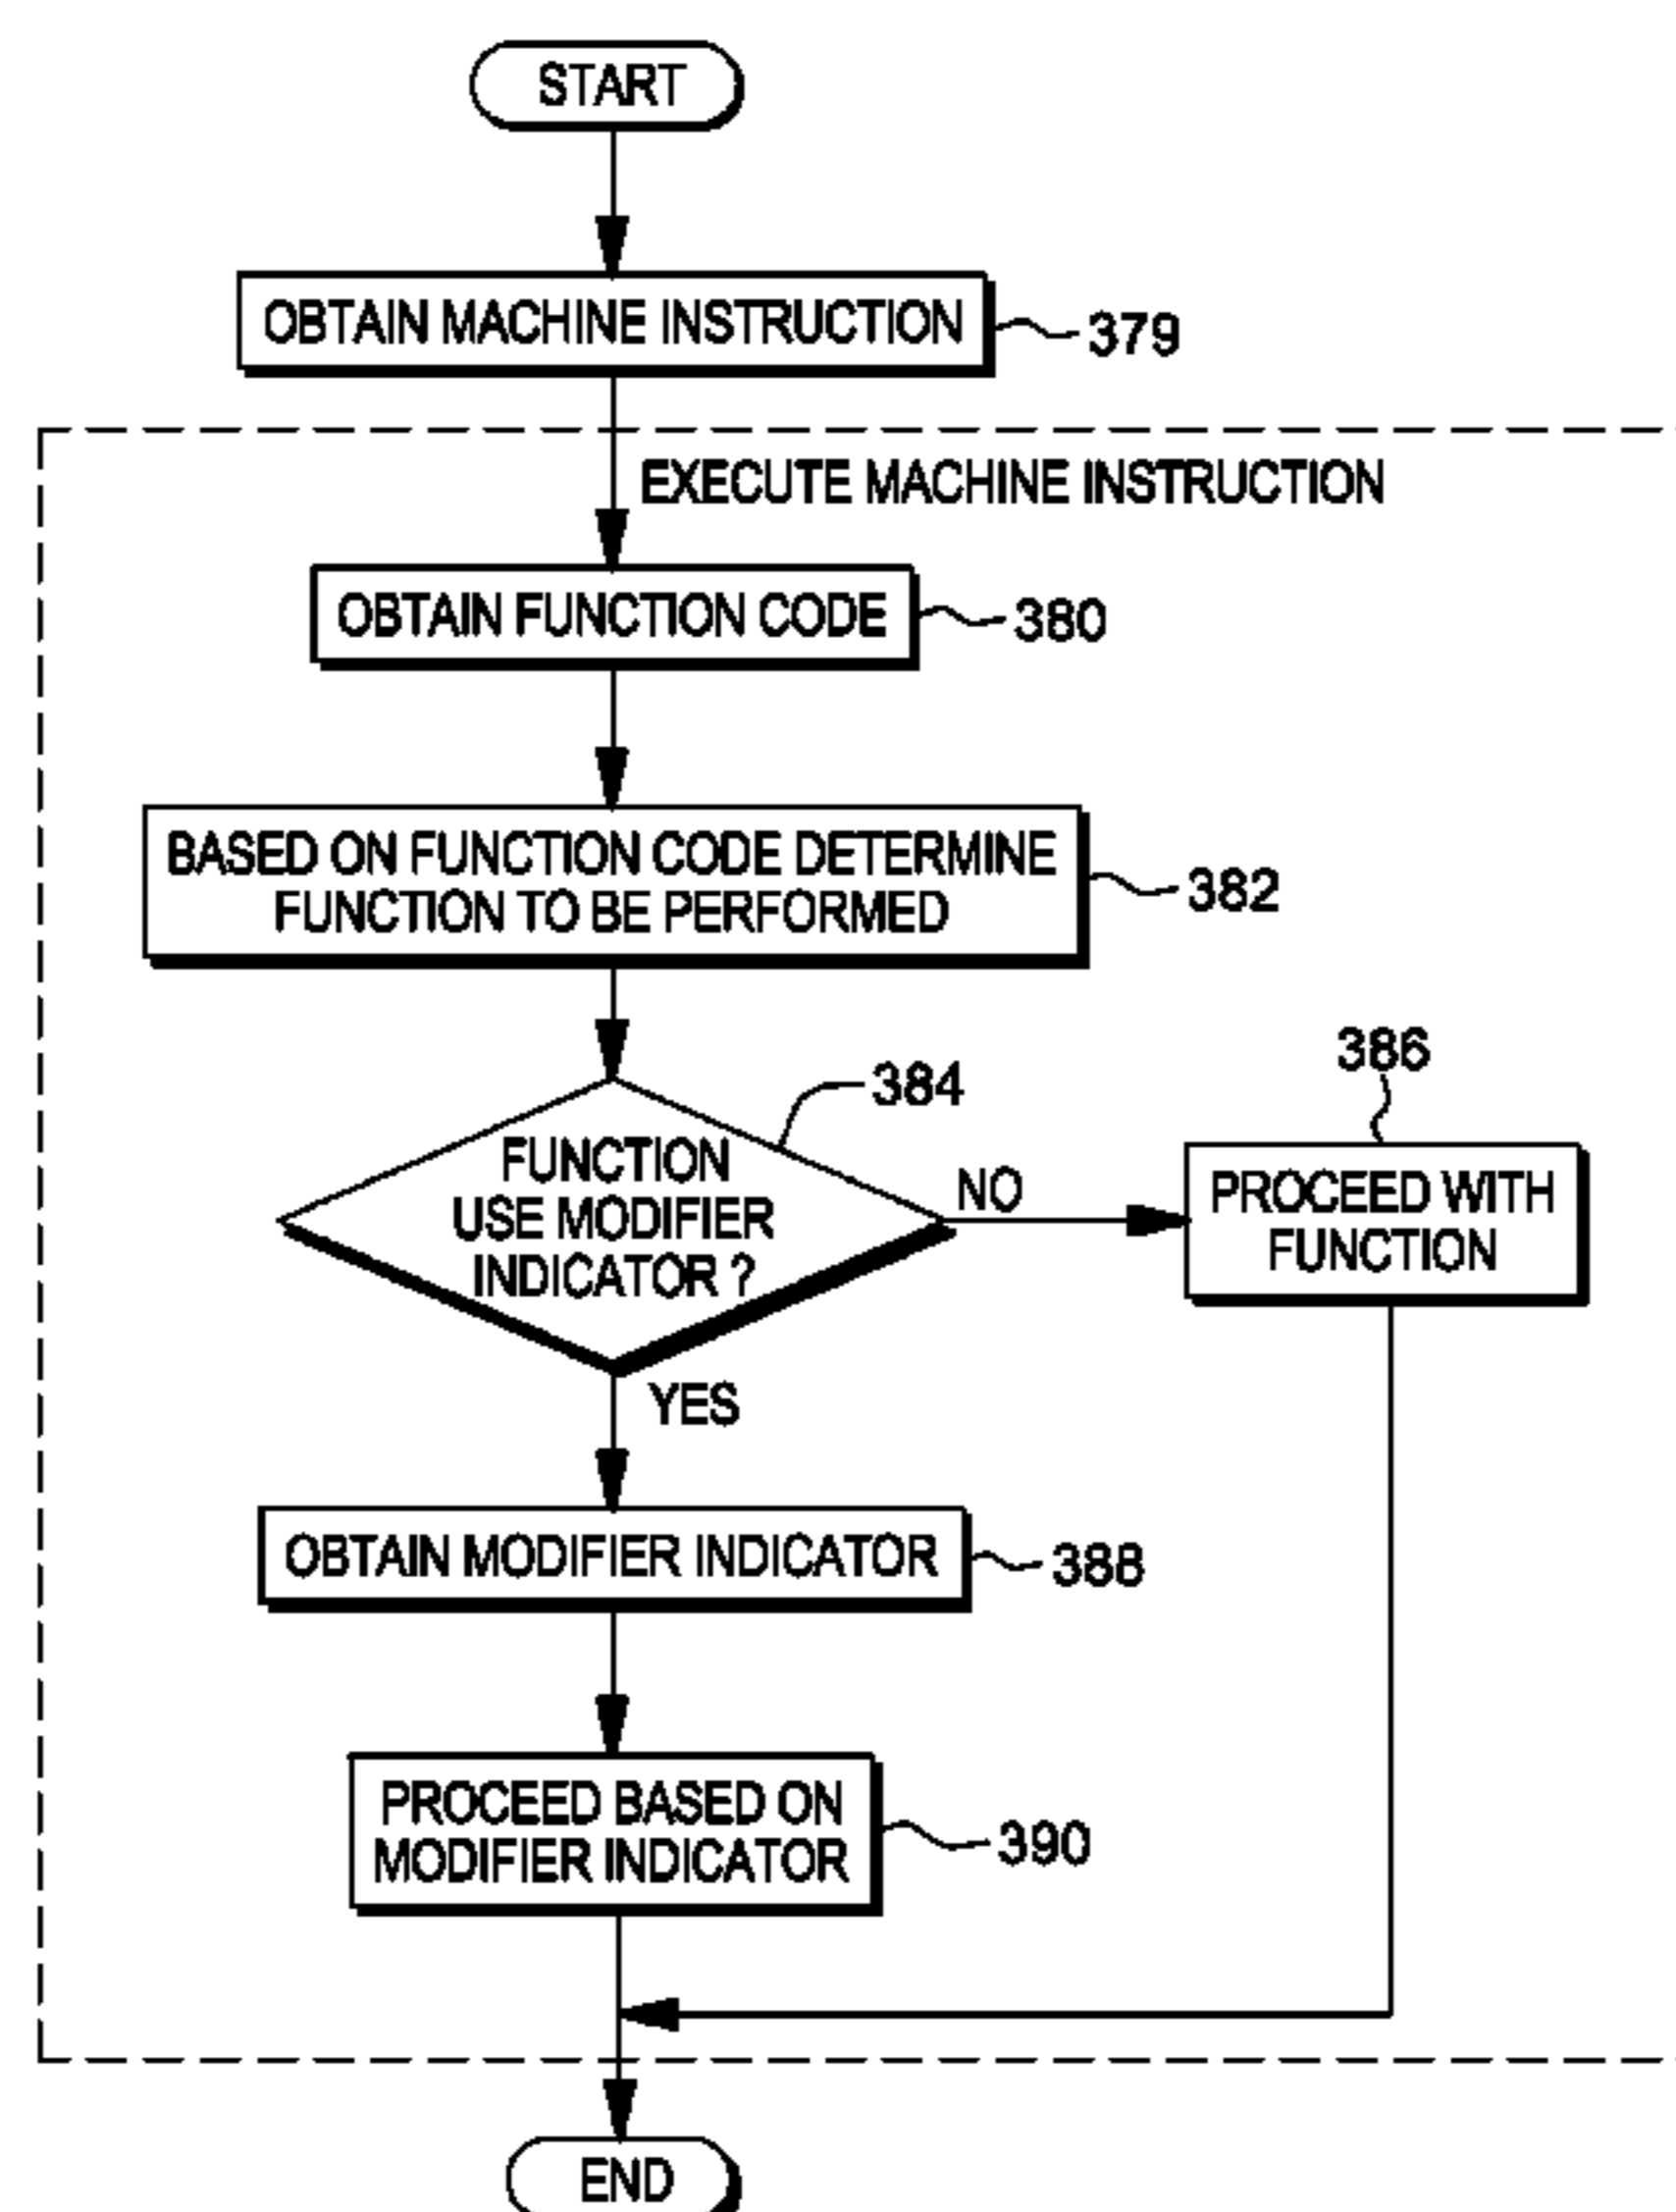 START
OBTAIN MACHINE INSTRUCTION
379
EXECUTE MACHINE INSTRUCTION
OBTAIN FUNCTION CODE
380
BASED ON FUNCTION CODE DETERMINE
FUNCTION TO BE PERFORMED
382
384
FUNCTION
USE MODIFIER
INDICATOR ?
NO
386
PROCEED WITH
FUNCTION
YES
OBTAIN MODIFIER INDICATOR
388
PROCEED BASED ON
MODIFIER INDICATOR
390
END